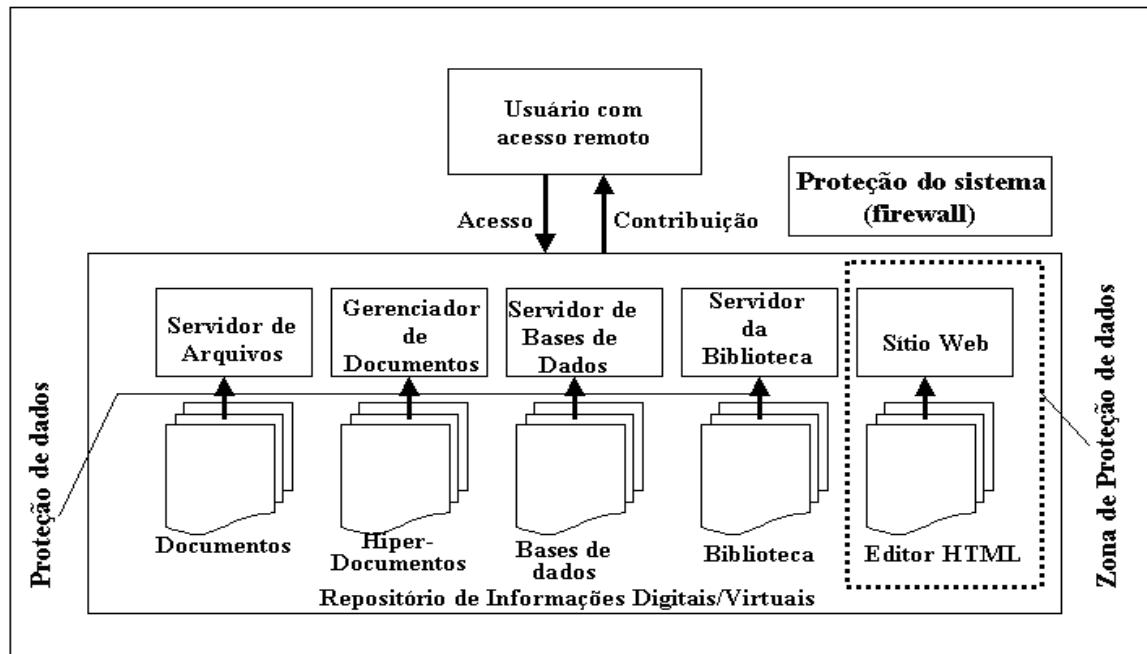 Usuário com
acesso remoto
Proteção do sistema
(firewall)
Acesso
Contribuição
Servidor de
Arquivos
Gerenciador
de
Documentos
Servidor de
Bases de
Dados
Servidor
da
Biblioteca
Sítio Web
Proteção de dados
Zona de Proteção de dados
Documentos
Hiper-
Documentos
Bases de
dados
Biblioteca
Editor HTML
Repositório de Informações Digitais/Virtuais